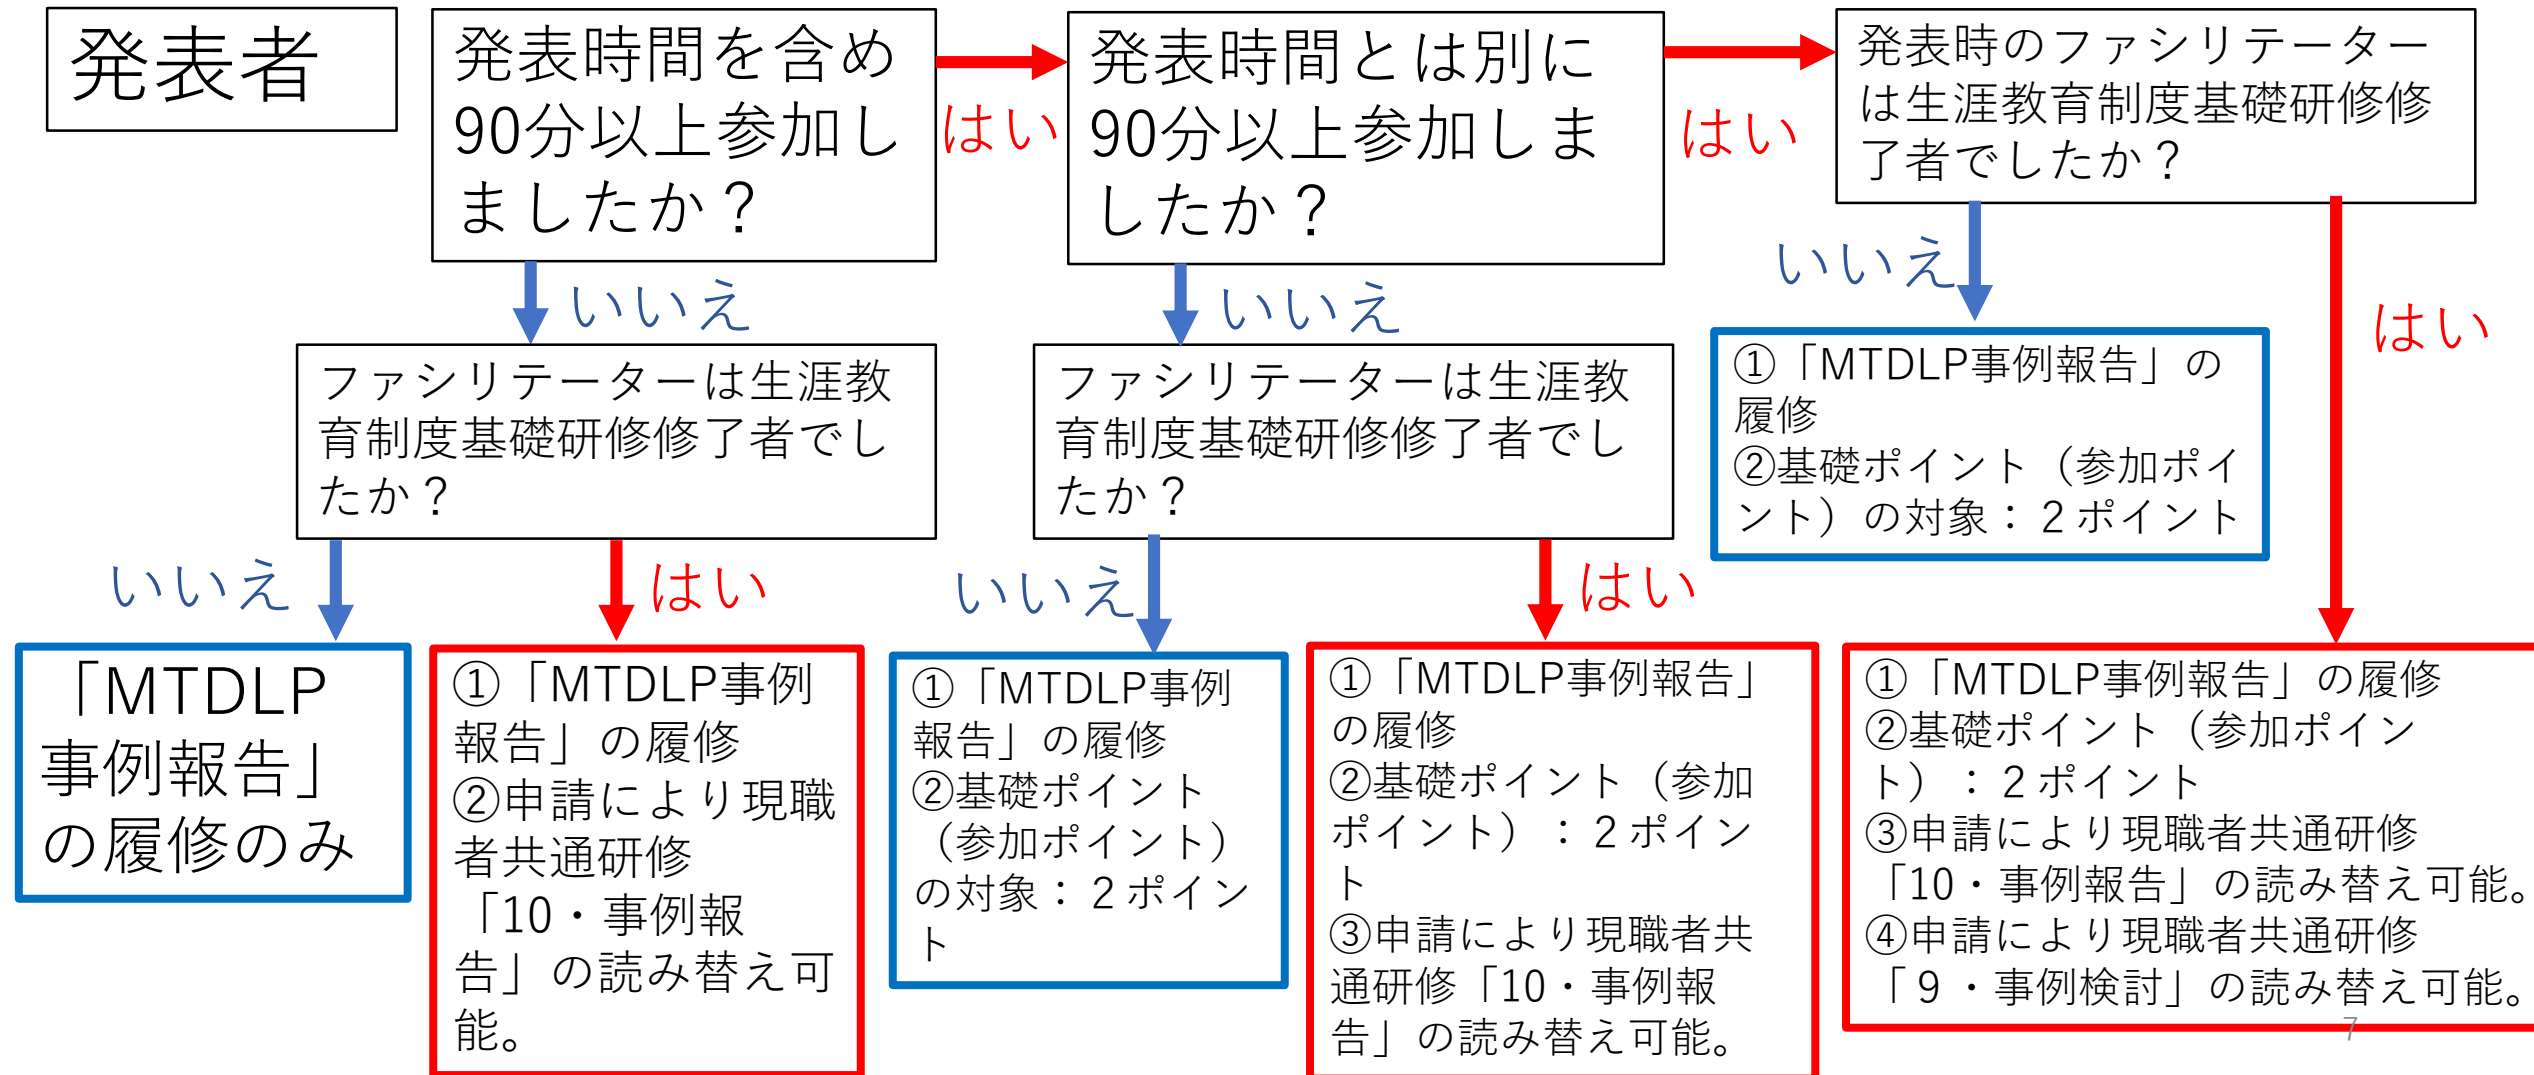 発表者
発表時間を含め
90分以上参加し
ましたか？
はい
発表時間とは別に
90分以上参加しま
したか？
はい
発表時のファシリテーター
は生涯教育制度基礎研修修
了者でしたか？
いいえ
いいえ
いいえ
はい
ファシリテーターは生涯教
育制度基礎研修修了者でし
たか？
ファシリテーターは生涯教
育制度基礎研修修了者でし
たか？
①「MTDLP事例報告」の
履修
②基礎ポイント（参加ポイ
ント）の対象：２ポイント
いいえ
はい
いいえ
はい
「MTDLP
事例報告」
の履修のみ
①「MTDLP事例
報告」の履修
②申請により現職
者共通研修
「10・事例報
告」の読み替え可
能。
①「MTDLP事例
報告」の履修
②基礎ポイント
（参加ポイント）
の対象：２ポイン
ト
①「MTDLP事例報告」
の履修
②基礎ポイント（参加
ポイント）：２ポイン
ト
③申請により現職者共
通研修「10・事例報
告」の読み替え可能。
①「MTDLP事例報告」の履修
②基礎ポイント（参加ポイン
ト）：２ポイント
③申請により現職者共通研修
「10・事例報告」の読み替え可能。
④申請により現職者共通研修
「９・事例検討」の読み替え可能。
7